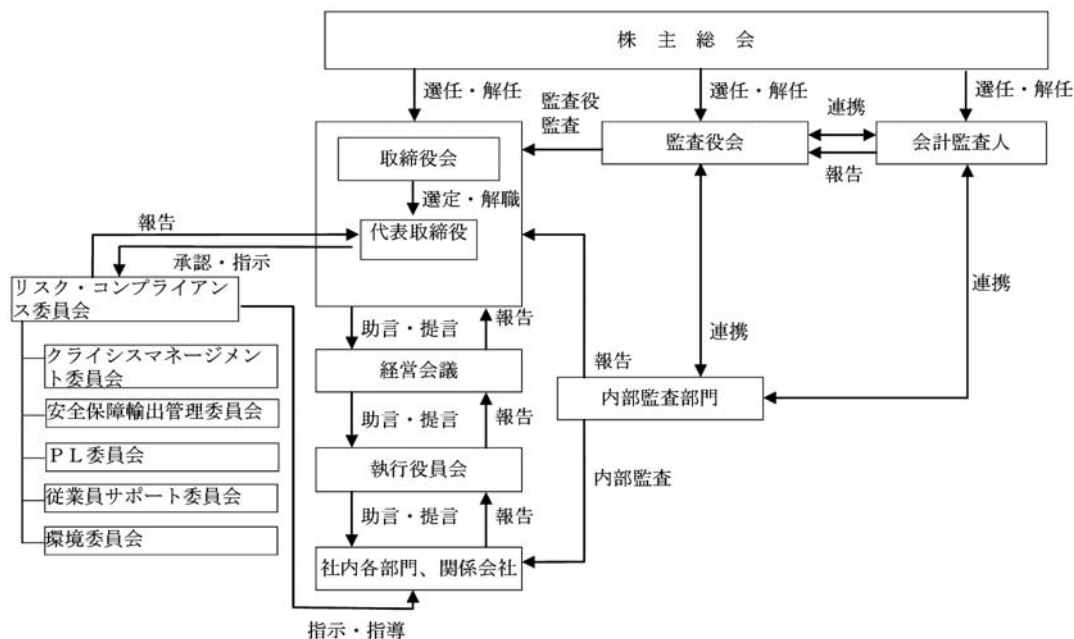 株 主 総 会
選任・解任
選任・解任
選任・解任
監査役
監査
連携
取締役会
監査役会
会計監査人
報告
選定・解職
代表取締役
報告
承認・指示
リスク・コンプライアン
ス委員会
連携
助言・提言
報告
連携
クライシスマネージメン
ト委員会
経営会議
報告
内部監査部門
安全保障輸出管理委員会
助言・提言
報告
PL委員会
執行役員会
内部監査
従業員サポート委員会
助言・提言
報告
環境委員会
社内各部門、関係会社
指示・指導